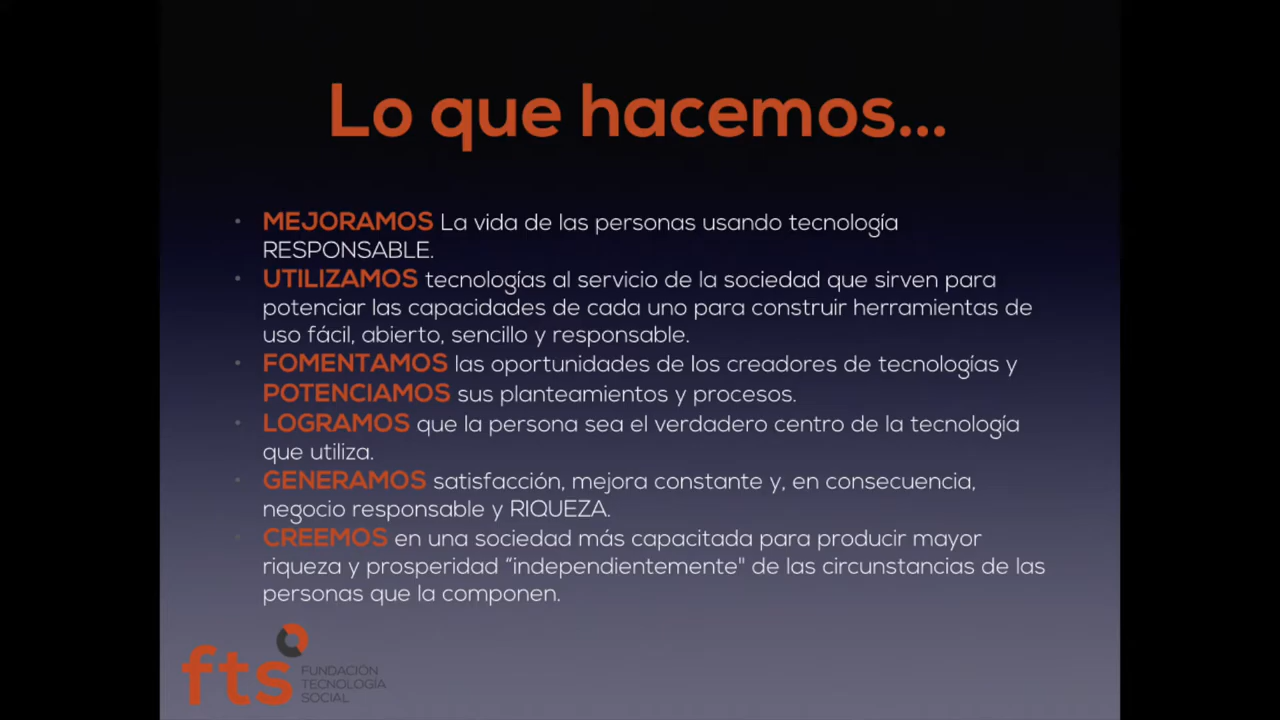 Lo que hacemos...
• MEJORAMOS La vida de las personas usando tecnología
RESPONSABLE.
• UTILIZAMOS tecnologías al servicio de la sociedad que sirven para
potenciar las capacidades de cada uno para construir herramientas de
uso fácil, abierto, sencillo y responsable.
• FOMENTAMOS las oportunidades de los creadores de tecnologías y
• POTENCIAMOS sus planteamientos y procesos.
• LOGRAMOS que la persona sea el verdadero centro de la tecnología
que utiliza.
• GENERAMOS satisfacción, mejora constante y, en consecuencia,
negocio responsable y RIQUEZA.
• CREEMOS en una sociedad más capacitada para producir mayor
riqueza y prosperidad “independientemente" de las circunstancias de las
personas que la componen.
fts
FUNDACIÓN
TECNOLOGÍA
SOCIAL